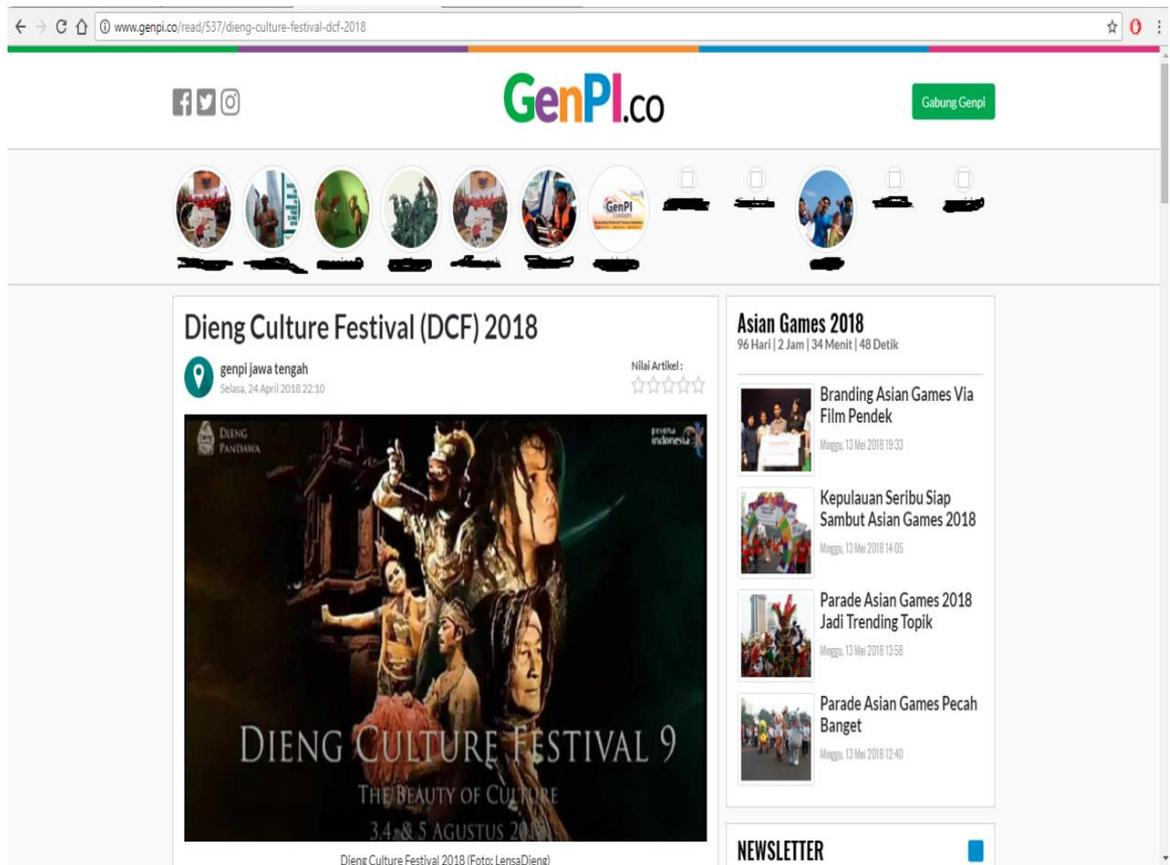 www.genpi.co/read/537/dieng-culture-festival-dcf-2018
GenPI.co
Gabung Genpi
GenPI
Dieng Culture Festival (DCF) 2018
genpi jawa tengah
Selasa, 24 April 2018 22:10
Nilai Artikel :
DIENG
PANDAWA
pesona
indonesia
DIENG CULTURE FESTIVAL 9
THE BEAUTY OF CULTURE
3,4, & 5 AGUSTUS
Dieng Culture Festival 2018 (Foto: LensaDieng)
Asian Games 2018
96 Hari | 2 Jam | 34 Menit | 48 Detik
Branding Asian Games Via
Film Pendek
Minggu, 13 Mei 2018 19:33
Kepulauan Seribu Siap
Sambut Asian Games 2018
Minggu, 13 Mei 2018 14:05
Parade Asian Games 2018
Jadi Trending Topik
Minggu, 13 Mei 2018 13:58
Parade Asian Games Pecah
Banget
Minggu, 13 Mei 2018 12:40
NEWSLETTER